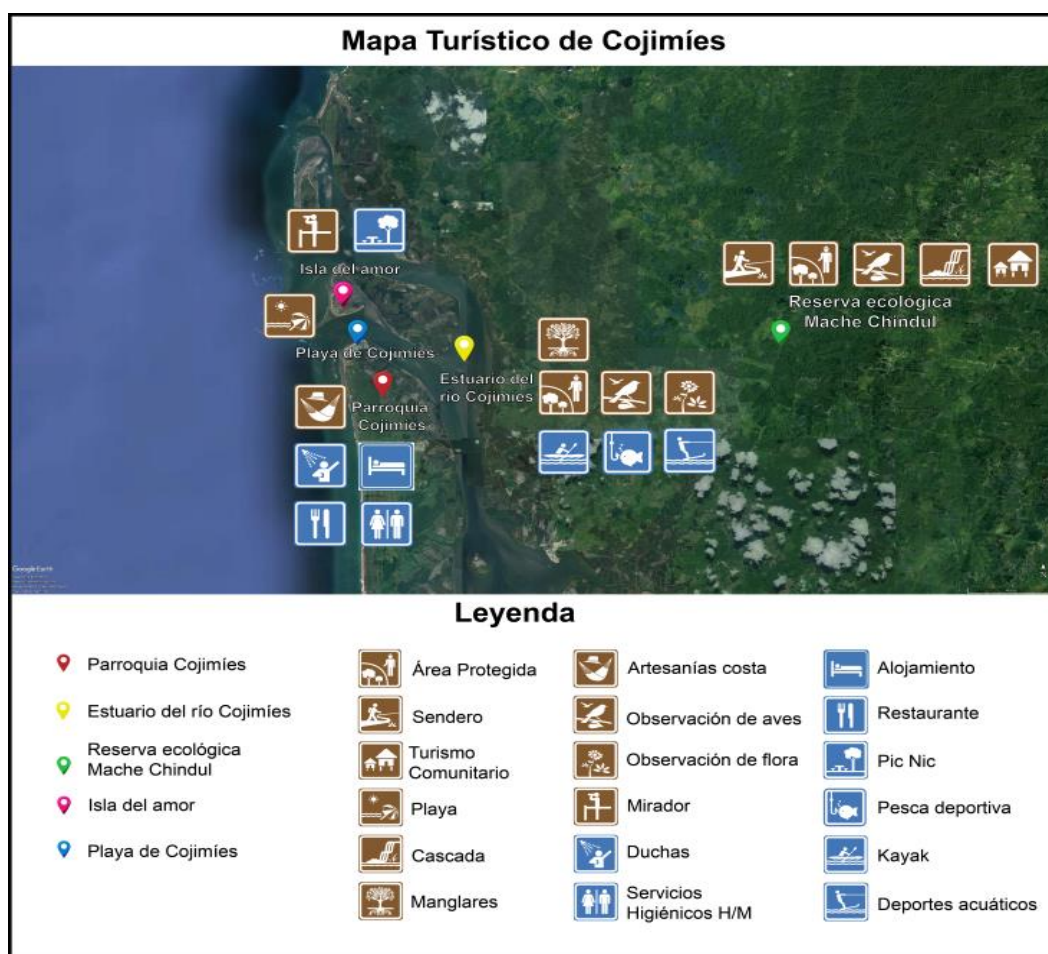 Mapa Turístico de Cojimíes
Isla del amor
Reserva ecológica
Mache Chindul
Playa de Cojimíes
Estuario del
río Cojimíes
Parroquia
Cojimíes
Google Earth
Leyenda
Parroquia Cojimíes
Estuario del río Cojimíes
Reserva ecológica
Mache Chindul
Isla del amor
Playa de Cojimíes
Área Protegida
Sendero
Turismo
Comunitario
Playa
Cascada
Manglares
Artesanías costa
Observación de aves
Observación de flora
Mirador
Duchas
Servicios
Higiénicos H/M
Alojamiento
Restaurante
Pic Nic
Pesca deportiva
Kayak
Deportes acuáticos